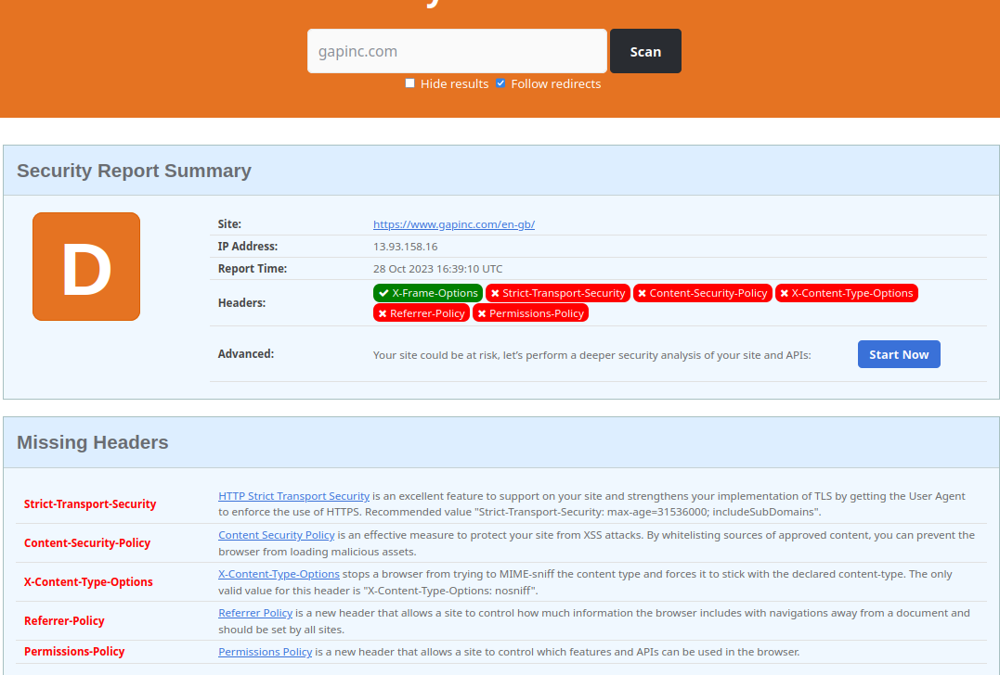 gapinc.com
Scan
Hide results Follow redirects
Security Report Summary
D
Site: https://www.gapinc.com/en-gb/
IP Address: 13.93.158.16
Report Time: 28 Oct 2023 16:39:10 UTC
Headers: X-Frame-Options Strict-Transport-Security Content-Security-Policy X-Content-Type-Options
Referrer-Policy Permissions-Policy
Advanced: Your site could be at risk, let’s perform a deeper security analysis of your site and APIs: Start Now
Missing Headers
Strict-Transport-Security HTTP Strict Transport Security is an excellent feature to support on your site and strengthens your implementation of TLS by getting the User Agent
to enforce the use of HTTPS. Recommended value "Strict-Transport-Security: max-age=31536000; includeSubDomains".
Content-Security-Policy Content Security Policy is an effective measure to protect your site from XSS attacks. By whitelisting sources of approved content, you can prevent the
browser from loading malicious assets.
X-Content-Type-Options X-Content-Type-Options stops a browser from trying to MIME-sniff the content type and forces it to stick with the declared content-type. The only
valid value for this header is "X-Content-Type-Options: nosniff".
Referrer-Policy Referrer Policy is a new header that allows a site to control how much information the browser includes with navigations away from a document and
should be set by all sites.
Permissions-Policy Permissions Policy is a new header that allows a site to control which features and APIs can be used in the browser.